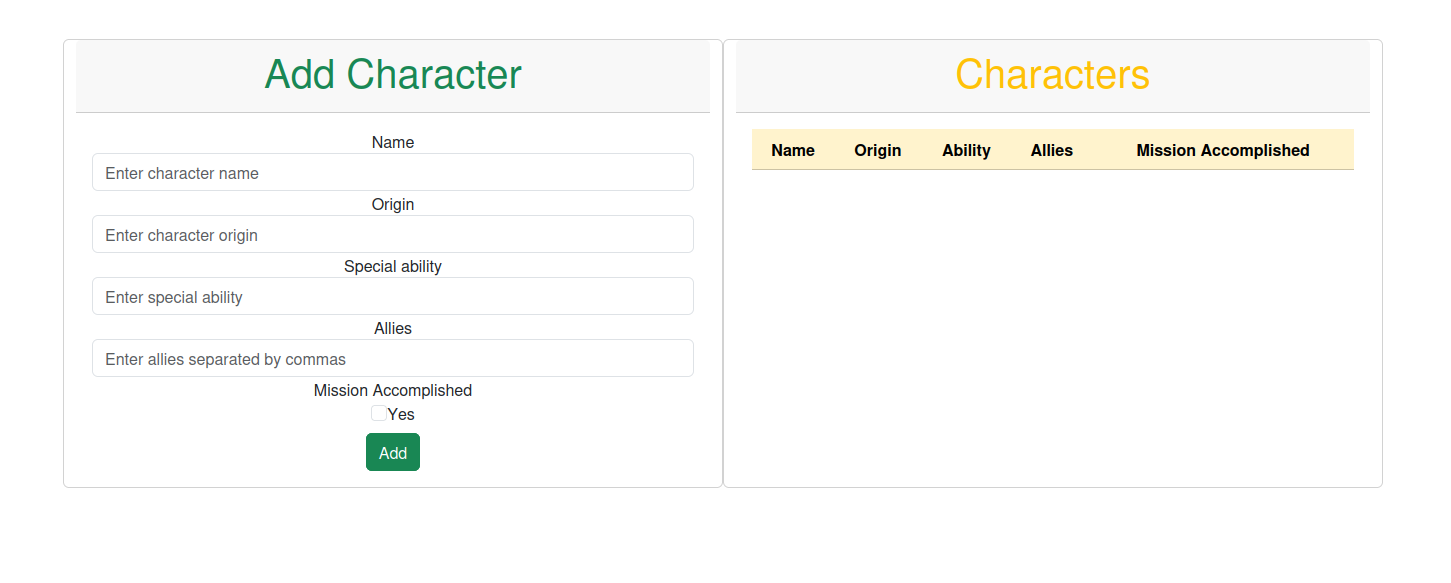 Add Character
Name
Enter character name
Origin
Enter character origin
Special ability
Enter special ability
Allies
Enter allies separated by commas
Mission Accomplished
Yes
Add
Characters
Name Origin Ability Allies Mission Accomplished